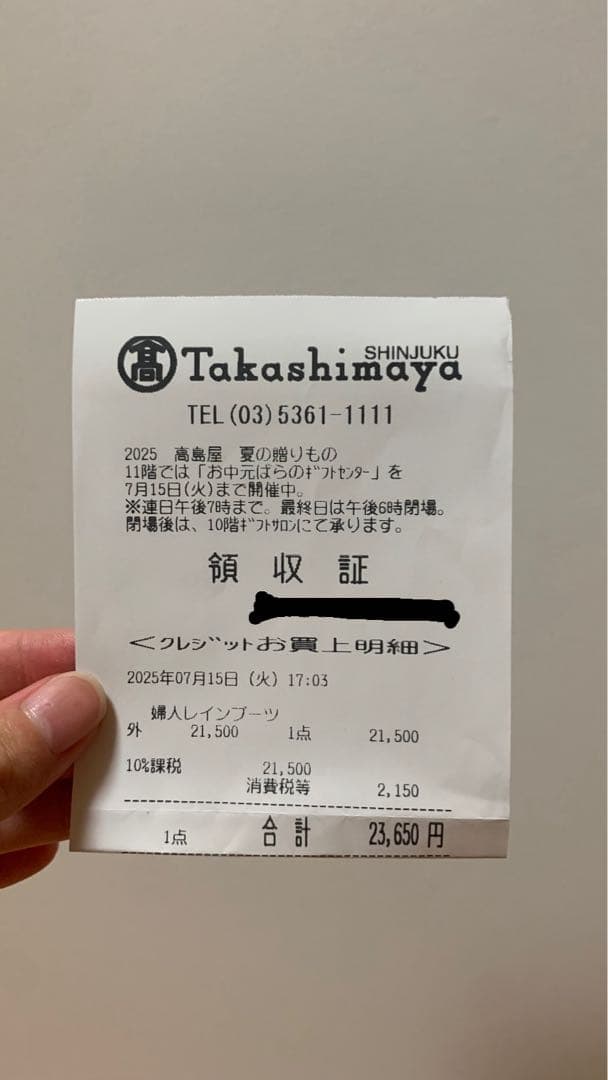 髙 Takashimaya SHINJUKU
TEL(03)5361-1111
2025 高島屋 夏の贈りもの
11階では「お中元ばらのｷﾞﾌﾄｾﾝﾀｰ」を
7月15日(火)まで開催中。
※連日午後7時まで。最終日は午後6時閉場。
閉場後は、10階ｷﾞﾌﾄｻﾛﾝにて承ります。
領 収 証
<クレジットお買上明細>
2025年07月15日（火）17:03
婦人レインブーツ
外 21,500 1点 21,500
10%課税 21,500
消費税等 2,150
1点 合 計 23,650 円